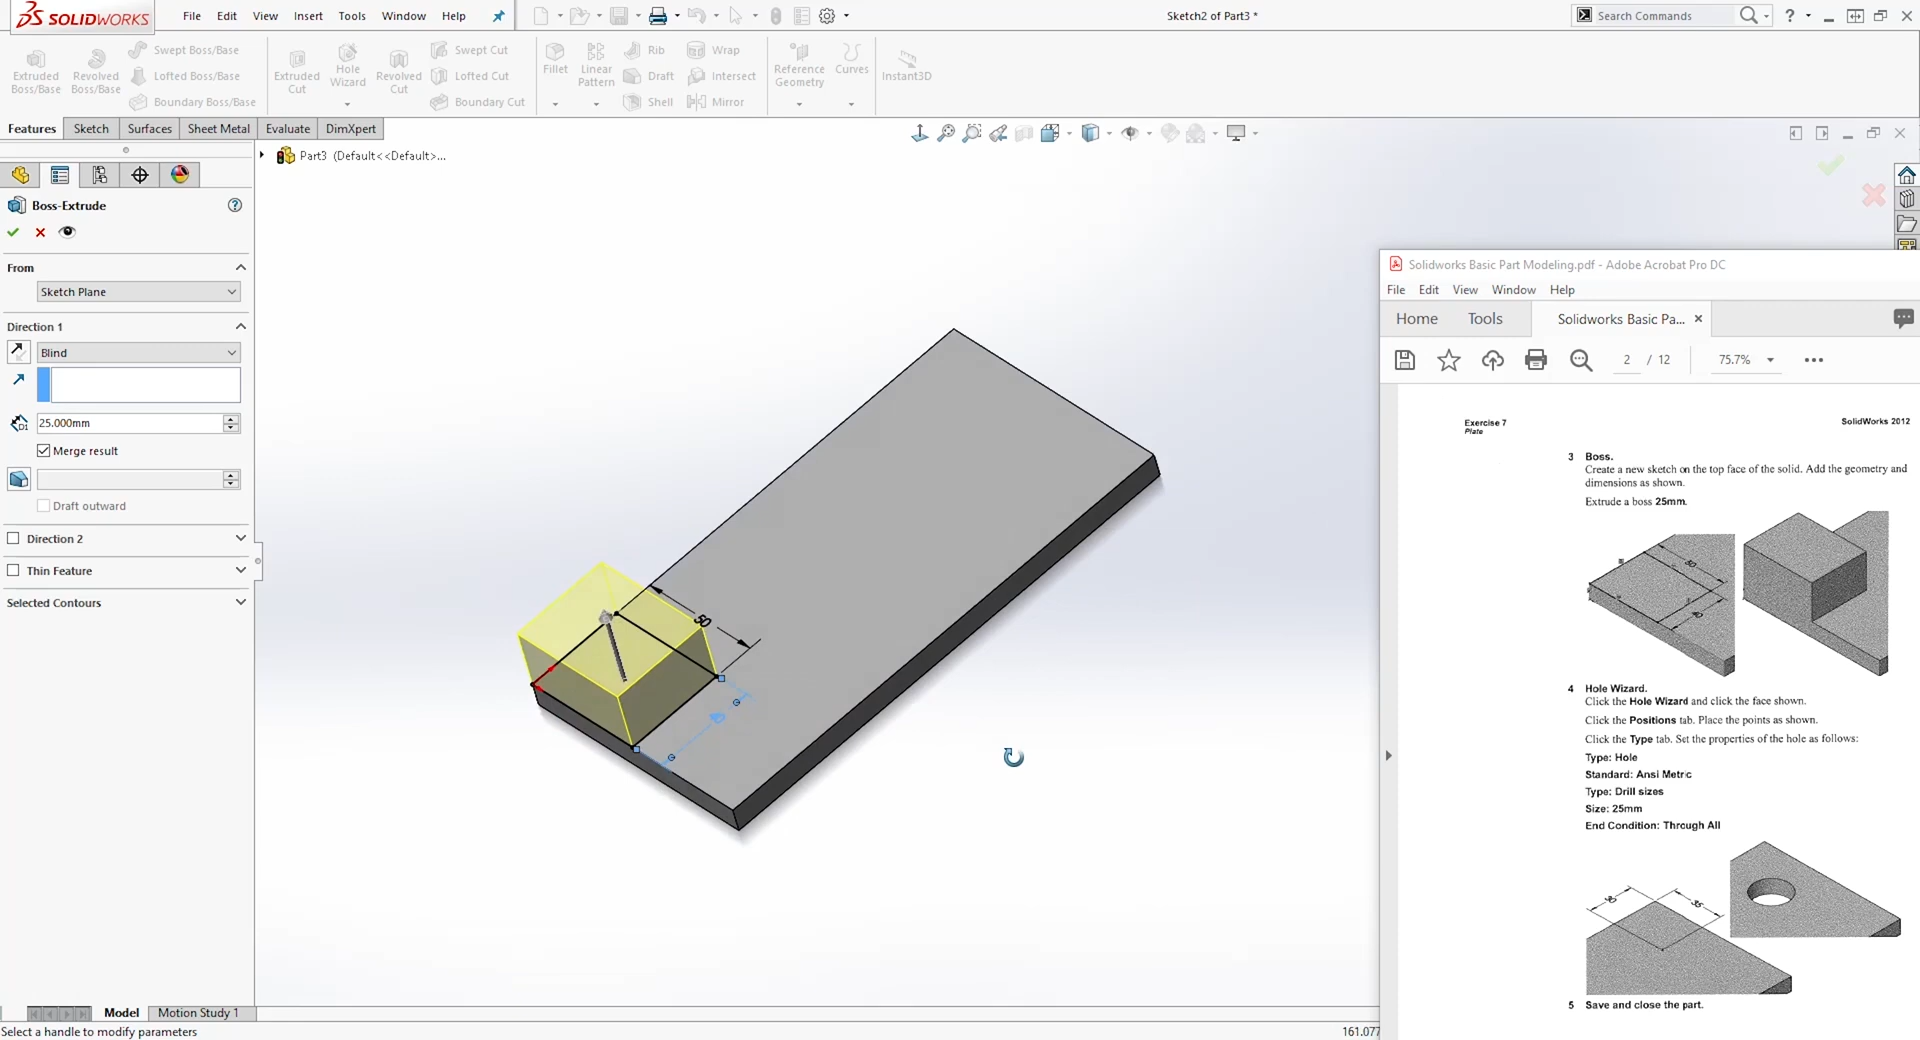 SOLIDWORKS
File Edit View Insert Tools Window Help
Sketch2 of Part3 *
Search Commands
Extruded Boss/Base
Revolved Boss/Base
Swept Boss/Base
Lofted Boss/Base
Boundary Boss/Base
Extruded Cut
Hole Wizard
Revolved Cut
Swept Cut
Lofted Cut
Boundary Cut
Fillet
Linear Pattern
Rib
Draft
Shell
Wrap
Intersect
Mirror
Reference Geometry
Curves
Instant3D
Features Sketch Surfaces Sheet Metal Evaluate DimXpert
Part3 (Default<<Default>...
Boss-Extrude
From
Sketch Plane
Direction 1
Blind
25.000mm
Merge result
Draft outward
Direction 2
Thin Feature
Selected Contours
50
Model Motion Study 1
Select a handle to modify parameters
161.077
Solidworks Basic Part Modeling.pdf - Adobe Acrobat Pro DC
File Edit View Window Help
Home Tools Solidworks Basic Pa... ×
2 / 12 75.7%
Exercise 7
Plate
SolidWorks 2012
3 Boss.
Create a new sketch on the top face of the solid. Add the geometry and
dimensions as shown.
Extrude a boss 25mm.
50
40
4 Hole Wizard.
Click the Hole Wizard and click the face shown.
Click the Positions tab. Place the points as shown.
Click the Type tab. Set the properties of the hole as follows:
Type: Hole
Standard: Ansi Metric
Type: Drill sizes
Size: 25mm
End Condition: Through All
30
35
5 Save and close the part.